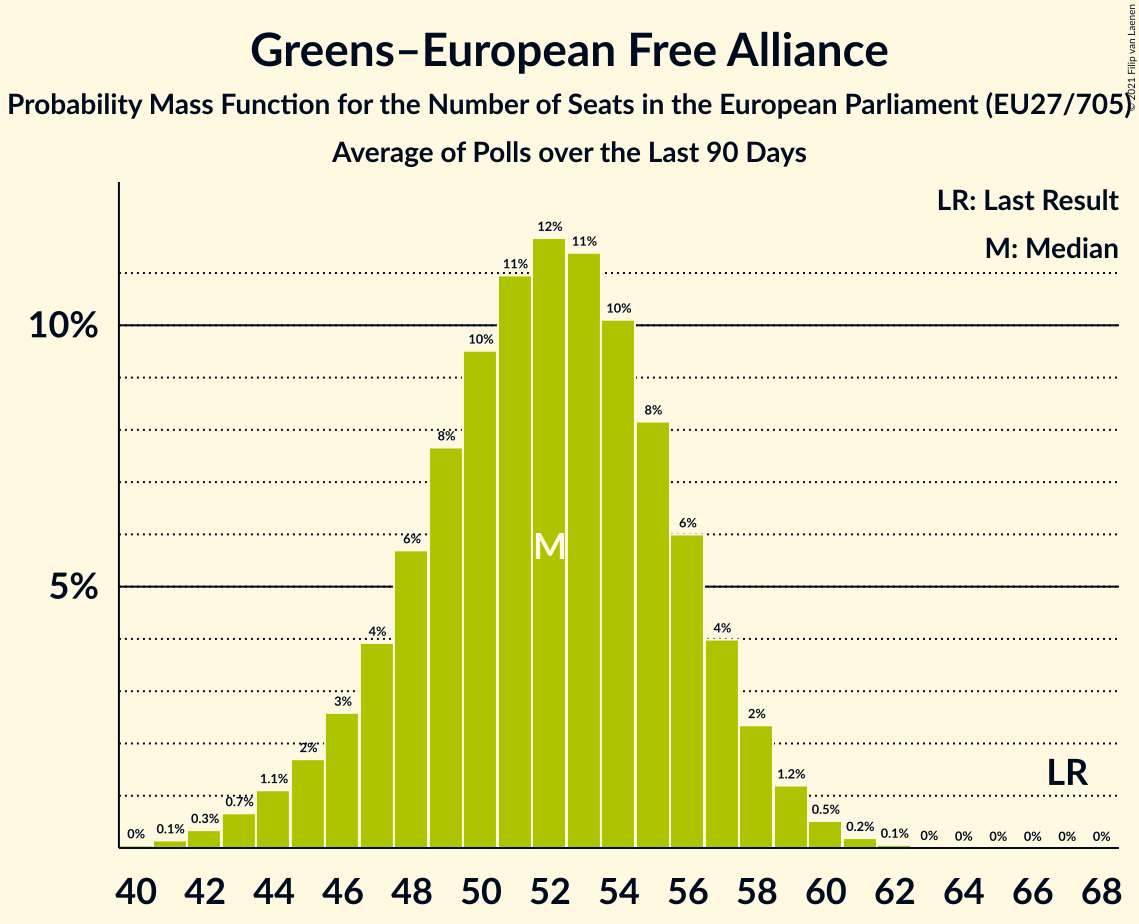 Greens–European Free Alliance
Probability Mass Function for the Number of Seats in the European Parliament (EU27/705)
Average of Polls over the Last 90 Days
© 2021 Filip van Laenen
LR: Last Result
M: Median
10%
5%
0% 0.1% 0.3% 0.7% 1.1% 2% 3% 4% 6% 8% 10% 11% 12% 11% 10% 8% 6% 4% 2% 1.2% 0.5% 0.2% 0.1% 0% 0% 0% 0% 0% 0%
M
LR
40 42 44 46 48 50 52 54 56 58 60 62 64 66 68